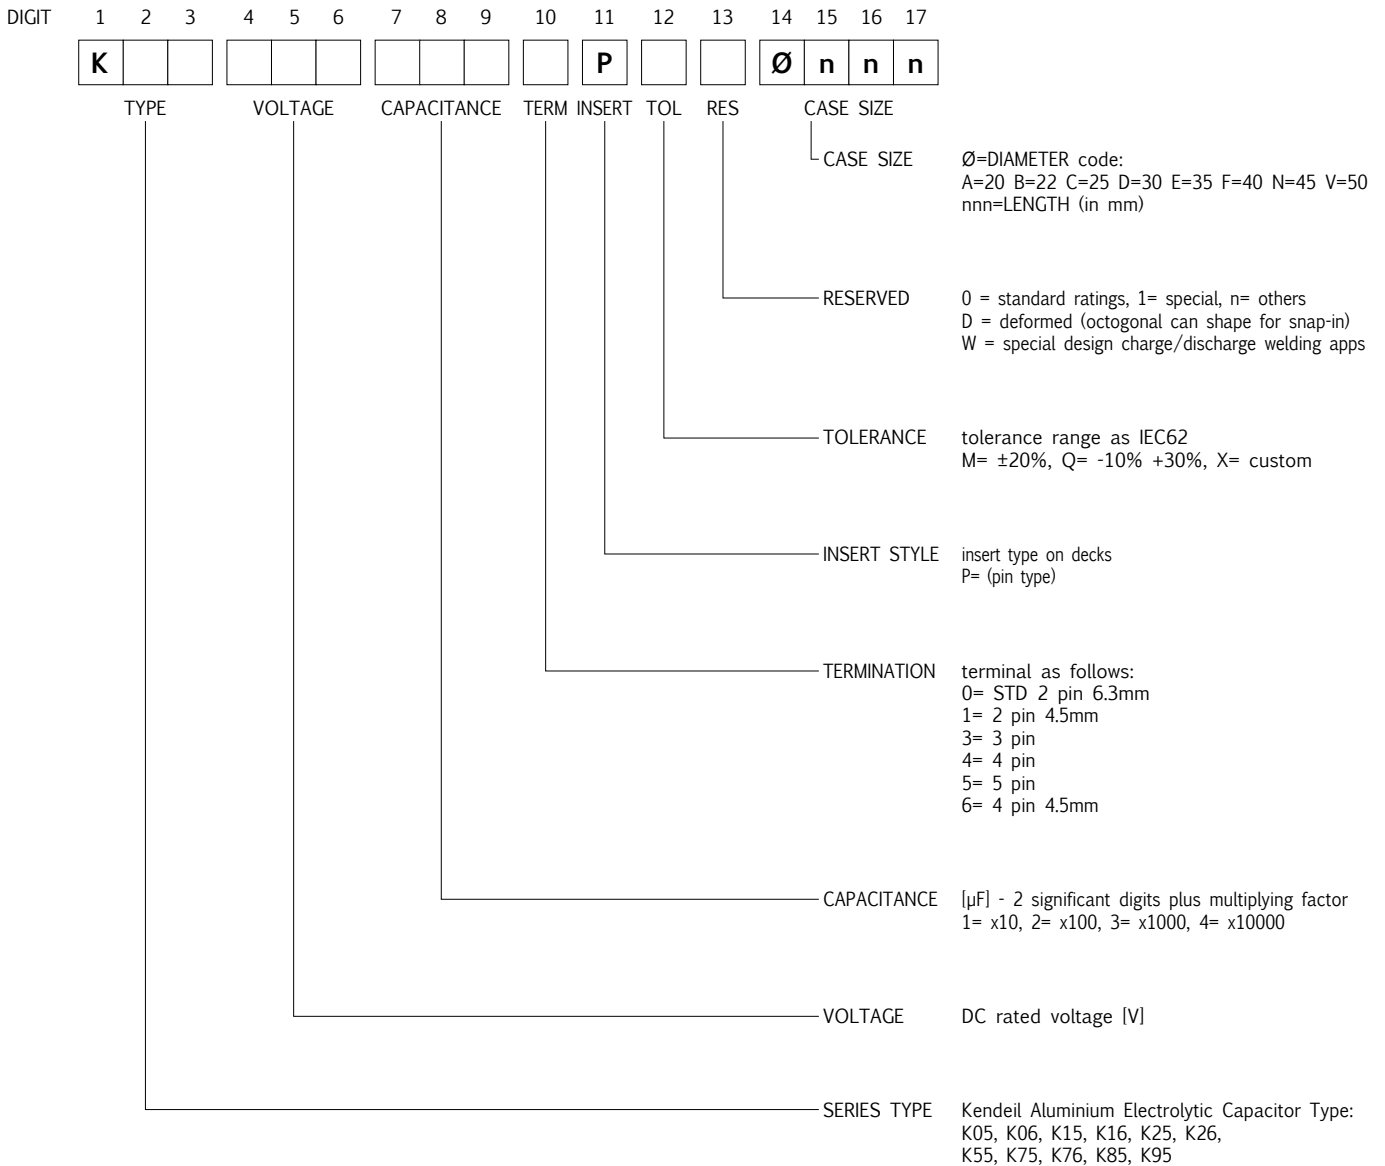 DIGIT 1 2 3 4 5 6 7 8 9 10 11 12 13 14 15 16 17
K P Ø n n n
TYPE VOLTAGE CAPACITANCE TERM INSERT TOL RES CASE SIZE
CASE SIZE Ø=DIAMETER code:
A=20 B=22 C=25 D=30 E=35 F=40 N=45 V=50
nnn=LENGTH (in mm)
RESERVED 0 = standard ratings, 1= special, n= others
D = deformed (octogonal can shape for snap-in)
W = special design charge/discharge welding apps
TOLERANCE tolerance range as IEC62
M= ±20%, Q= -10% +30%, X= custom
INSERT STYLE insert type on decks
P= (pin type)
TERMINATION terminal as follows:
0= STD 2 pin 6.3mm
1= 2 pin 4.5mm
3= 3 pin
4= 4 pin
5= 5 pin
6= 4 pin 4.5mm
CAPACITANCE [µF] - 2 significant digits plus multiplying factor
1= x10, 2= x100, 3= x1000, 4= x10000
VOLTAGE DC rated voltage [V]
SERIES TYPE Kendeil Aluminium Electrolytic Capacitor Type:
K05, K06, K15, K16, K25, K26,
K55, K75, K76, K85, K95